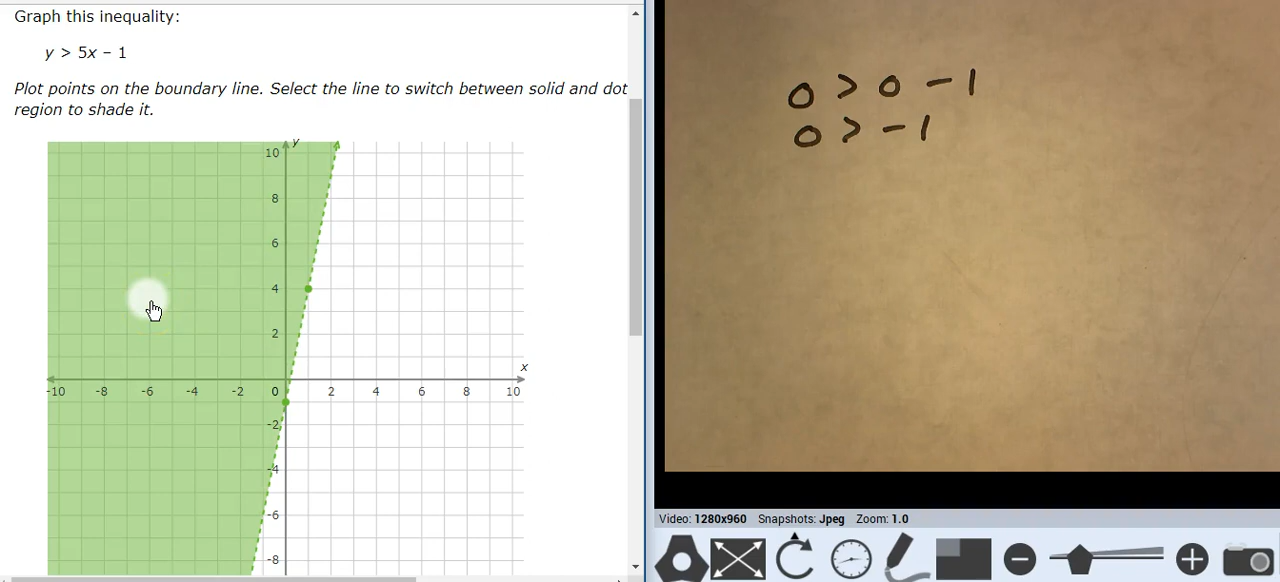 Graph this inequality:
y > 5x – 1
Plot points on the boundary line. Select the line to switch between solid and dot
region to shade it.
y
10
8
6
4
2
x
-10 -8 -6 -4 -2 0 2 4 6 8 10
-2
-4
-6
-8
0 > 0 - 1
0 > - 1
Video: 1280x960 Snapshots: Jpeg Zoom: 1.0